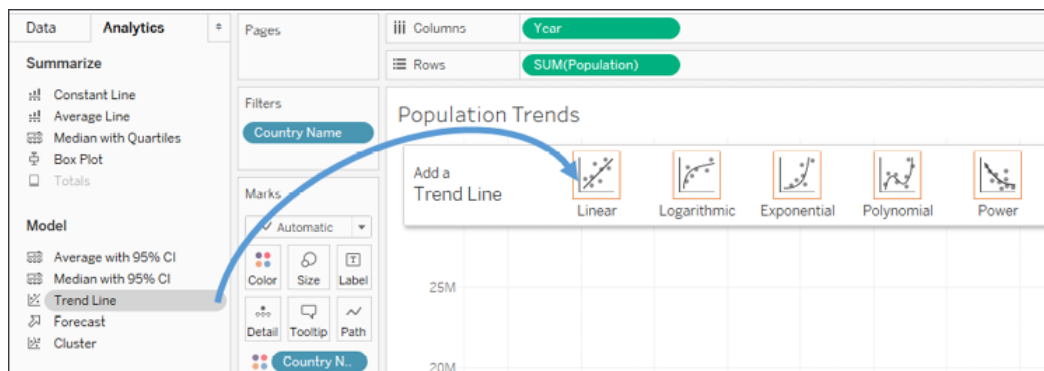 Data Analytics
Summarize
Constant Line
Average Line
Median with Quartiles
Box Plot
Totals
Model
Average with 95% CI
Median with 95% CI
Trend Line
Forecast
Cluster
Pages
Filters
Country Name
Marks
Automatic
Color Size Label
Detail Tooltip Path
Country N..
Columns Year
Rows SUM(Population)
Population Trends
Add a
Trend Line
Linear Logarithmic Exponential Polynomial Power
25M
20M